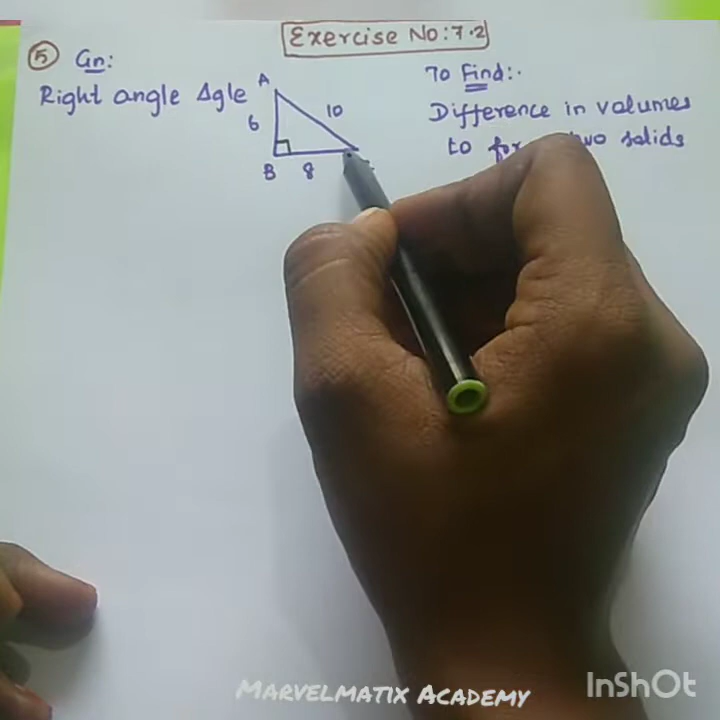 Exercise No: 7.2
5 Gn:
Right angle Δgle
A
6
10
B
8
To Find:-
Difference in volumes
to two solids
MARVELMATIX ACADEMY
InShOt